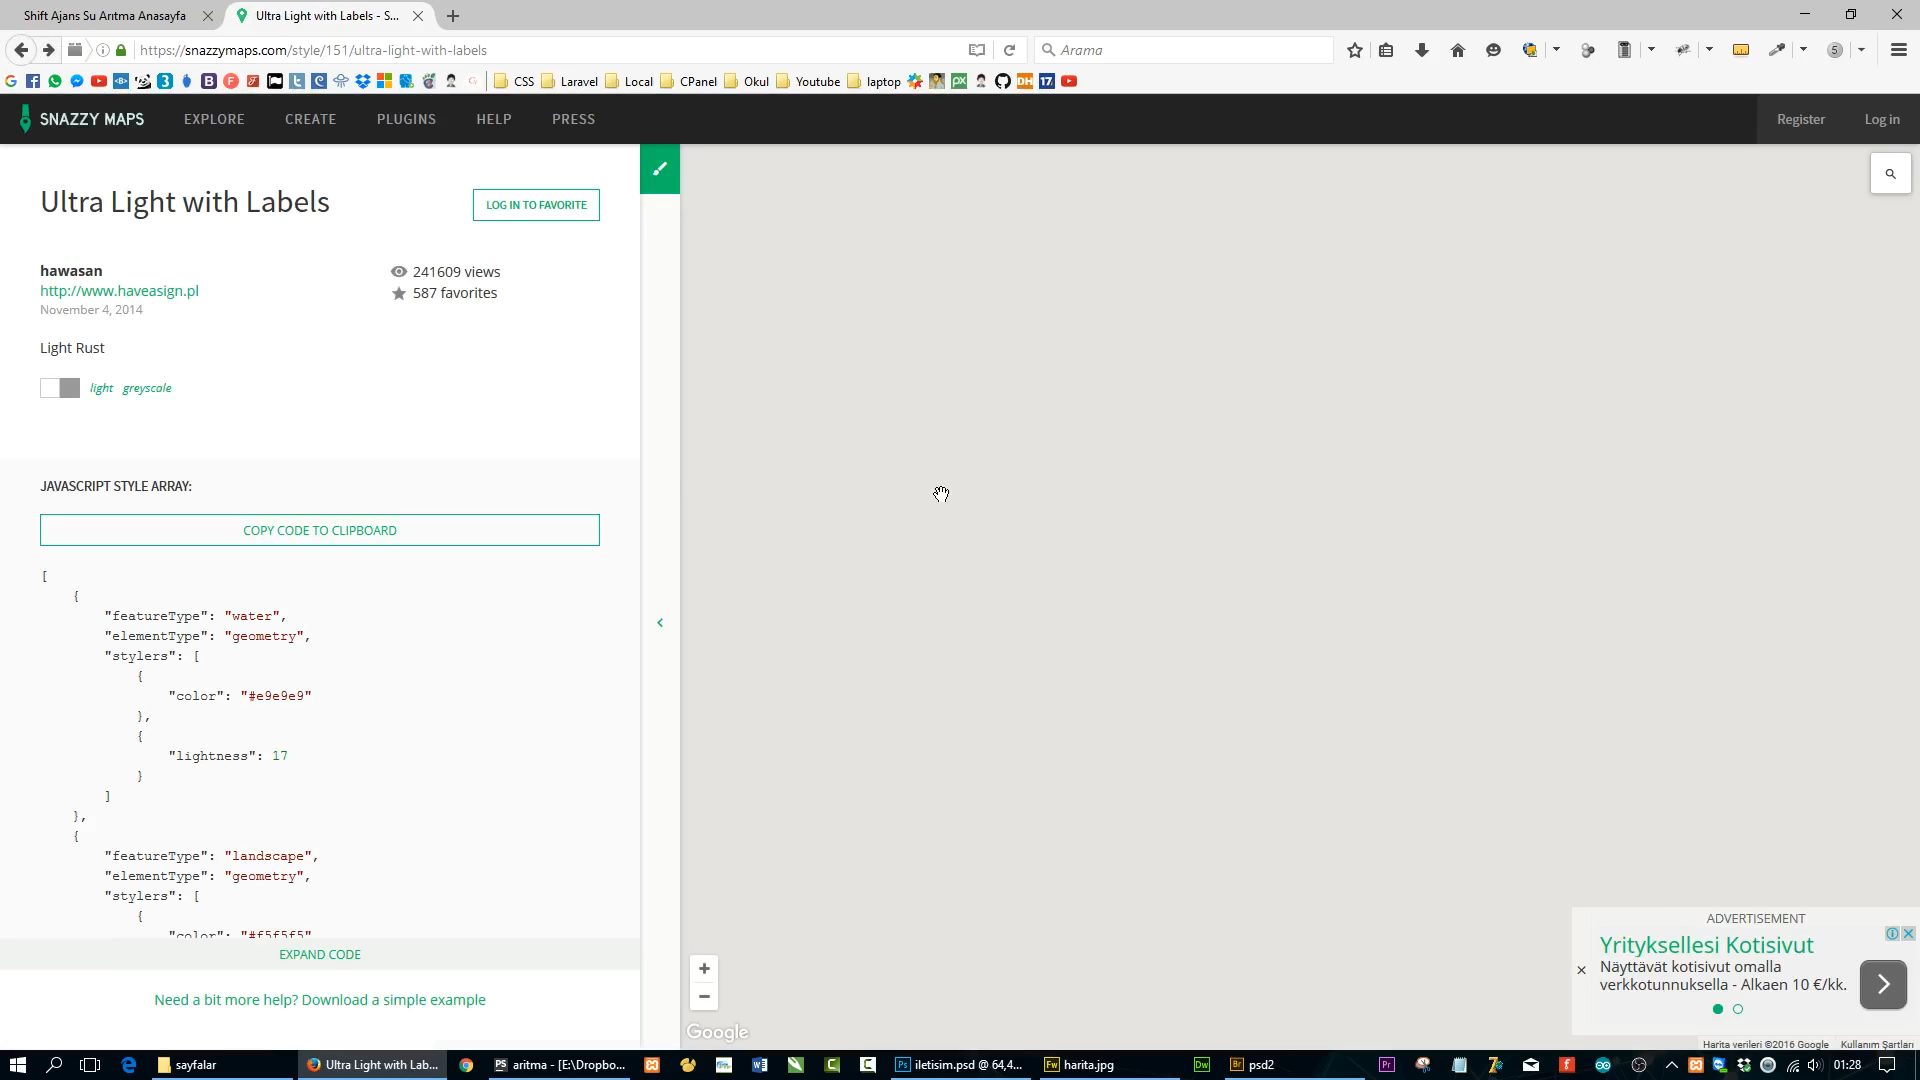 Shift Ajans Su Arıtma Anasayfa
Ultra Light with Labels - S...
https://snazzymaps.com/style/151/ultra-light-with-labels
Arama
CSS
Laravel
Local
CPanel
Okul
Youtube
laptop
SNAZZY MAPS
EXPLORE
CREATE
PLUGINS
HELP
PRESS
Register
Log in
Ultra Light with Labels
LOG IN TO FAVORITE
hawasan
241609 views
http://www.haveasign.pl
587 favorites
November 4, 2014
Light Rust
light greyscale
JAVASCRIPT STYLE ARRAY:
COPY CODE TO CLIPBOARD
[
{
"featureType": "water",
"elementType": "geometry",
"stylers": [
{
"color": "#e9e9e9"
},
{
"lightness": 17
}
]
},
{
"featureType": "landscape",
"elementType": "geometry",
"stylers": [
{
"color": "#f5f5f5"
EXPAND CODE
Need a bit more help? Download a simple example
Google
ADVERTISEMENT
Yrityksellesi Kotisivut
Näyttävät kotisivut omalla
verkkotunnuksella - Alkaen 10 €/kk.
Harita verileri ©2016 Google
Kullanım Şartları
sayfalar
Ultra Light with Lab...
aritma - [E:\Dropbo...
iletisim.psd @ 64,4...
harita.jpg
psd2
01:28